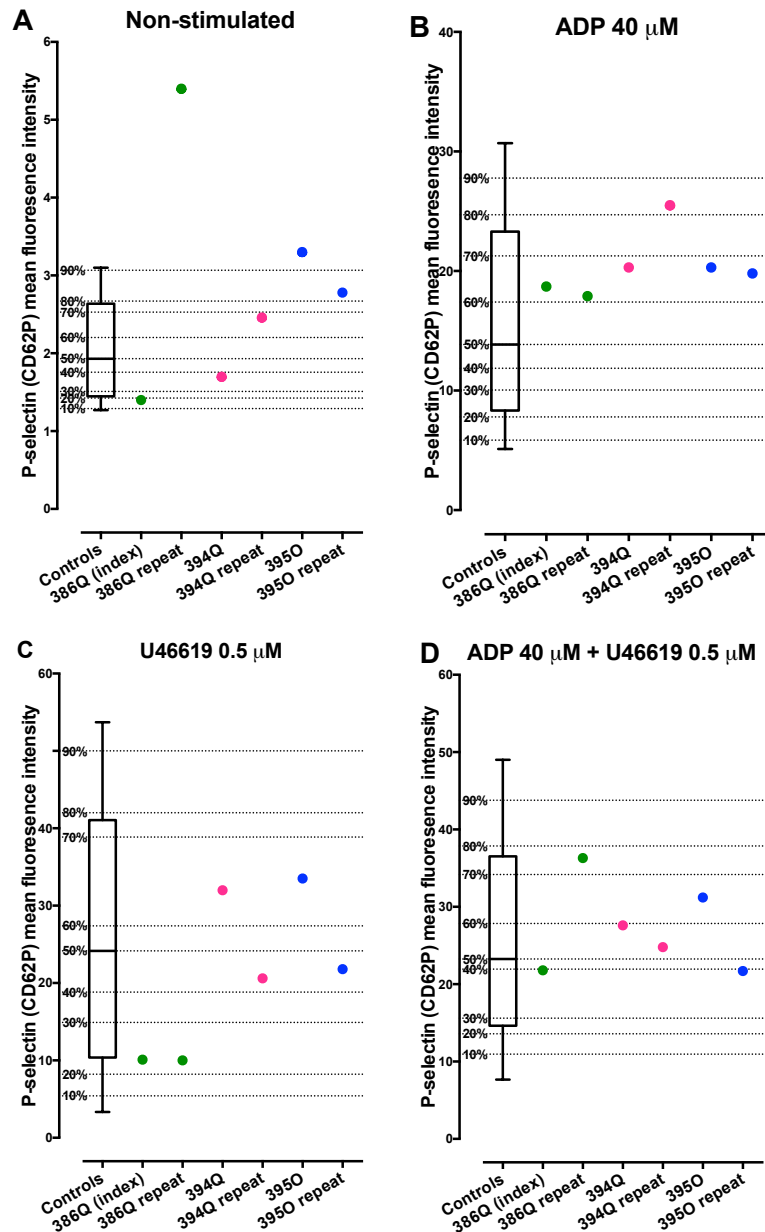 A
Non-stimulated
P-selectin (CD62P) mean fluoresence intensity
6
5
4
3
2
1
0
90%
80%
70%
60%
50%
40%
30%
20%
10%
Controls
386Q (index)
386Q repeat
394Q
394Q repeat
395O
395O repeat
B
ADP 40 μM
P-selectin (CD62P) mean fluoresence intensity
40
30
20
10
0
90%
80%
70%
60%
50%
40%
30%
20%
10%
Controls
386Q (index)
386Q repeat
394Q
394Q repeat
395O
395O repeat
C
U46619 0.5 μM
P-selectin (CD62P) mean fluoresence intensity
60
40
20
10
0
90%
80%
70%
60%
50%
40%
30%
20%
10%
Controls
386Q (index)
386Q repeat
394Q
394Q repeat
395O
395O repeat
D
ADP 40 μM + U46619 0.5 μM
P-selectin (CD62P) mean fluoresence intensity
60
50
40
30
20
10
0
90%
80%
70%
60%
50%
40%
30%
20%
10%
Controls
386Q (index)
386Q repeat
394Q
394Q repeat
395O
395O repeat